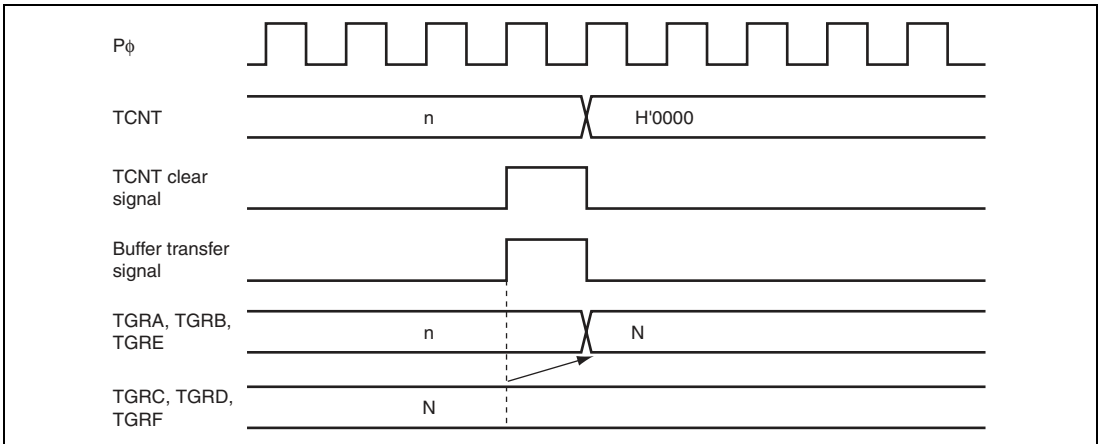 Pϕ
TCNT
n
H'0000
TCNT clear
signal
Buffer transfer
signal
TGRA, TGRB,
TGRE
n
N
TGRC, TGRD,
TGRF
N